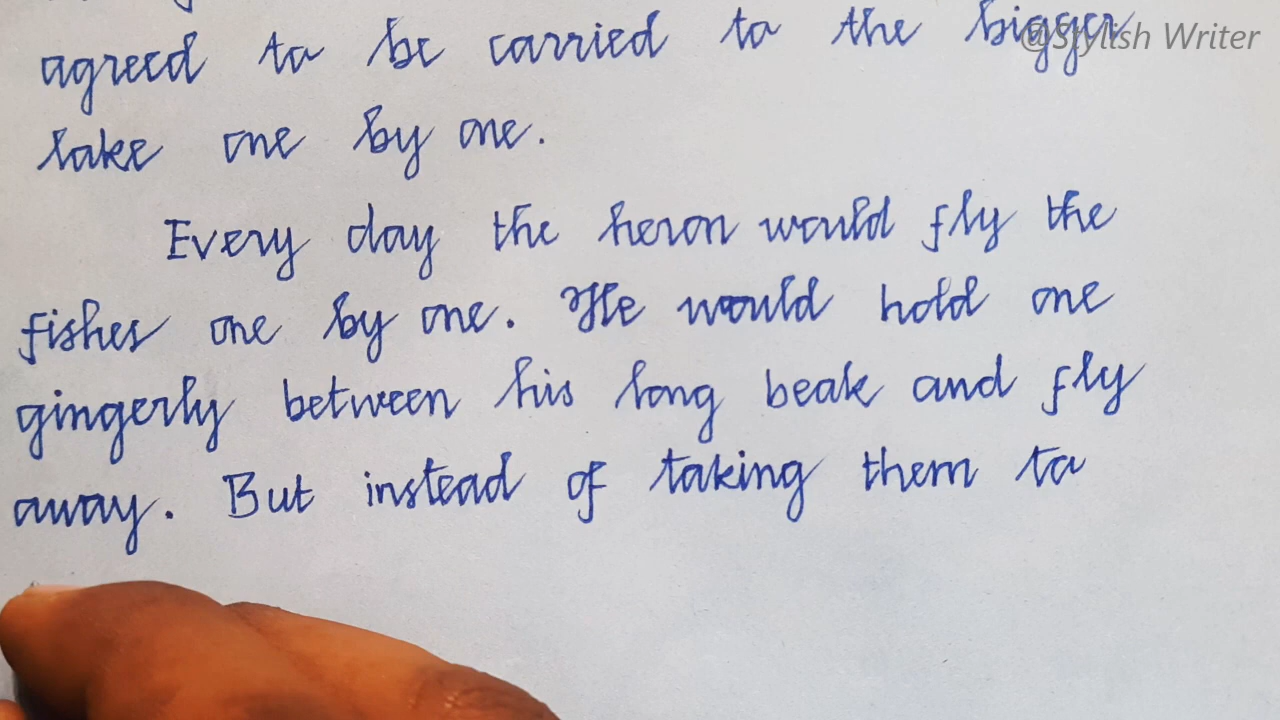 agreed to be carried to the bigger
@Stylish Writer
lake one by one.
Every day the heron would fly the
fishes one by one. He would hold one
gingerly between his long beak and fly
away. But instead of taking them to